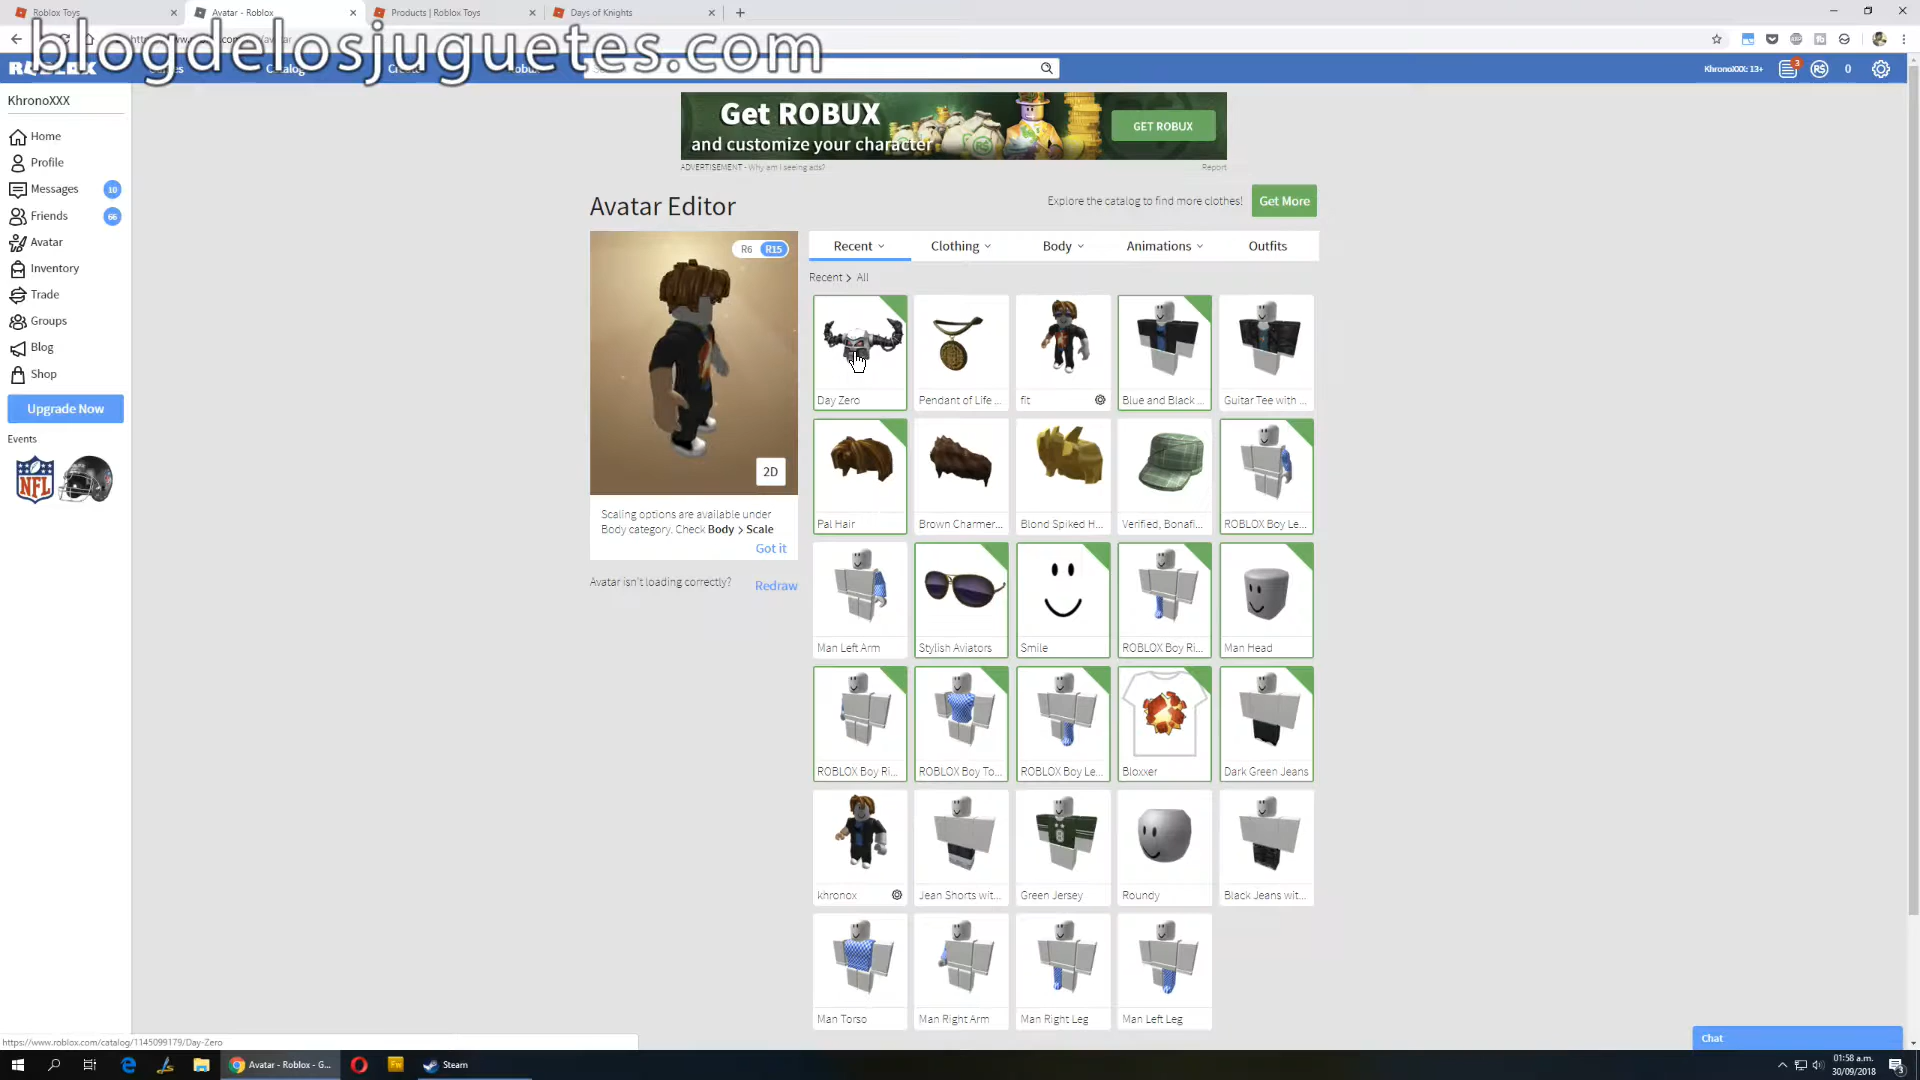 Roblox Toys
Avatar - Roblox
Products | Roblox Toys
Days of Knights
blogdelosjuguetes.com
ROBLOX
Catalog
KhronoXXX: 13+
3
0
KhronoXXX
Home
Profile
Messages 10
Friends 66
Avatar
Inventory
Trade
Groups
Blog
Shop
Upgrade Now
Events
NFL
Get ROBUX
and customize your character
GET ROBUX
ADVERTISEMENT - Why am I seeing ads?
Report
Avatar Editor
Explore the catalog to find more clothes!
Get More
R6 R15
2D
Scaling options are available under
Body category. Check Body > Scale
Got it
Avatar isn't loading correctly?
Redraw
Recent
Clothing
Body
Animations
Outfits
Recent > All
Day Zero
Pendant of Life ...
fit
Blue and Black ...
Guitar Tee with ...
Pal Hair
Brown Charmer...
Blond Spiked H...
Verified, Bonafi...
ROBLOX Boy Le...
Man Left Arm
Stylish Aviators
Smile
ROBLOX Boy Ri...
Man Head
ROBLOX Boy Ri...
ROBLOX Boy To...
ROBLOX Boy Le...
Bloxxer
Dark Green Jeans
khronox
Jean Shorts wit...
Green Jersey
Roundy
Black Jeans wit...
Man Torso
Man Right Arm
Man Right Leg
Man Left Leg
https://www.roblox.com/catalog/1145099179/Day-Zero
Chat
Avatar - Roblox - G...
Steam
01:58 a.m.
30/09/2018